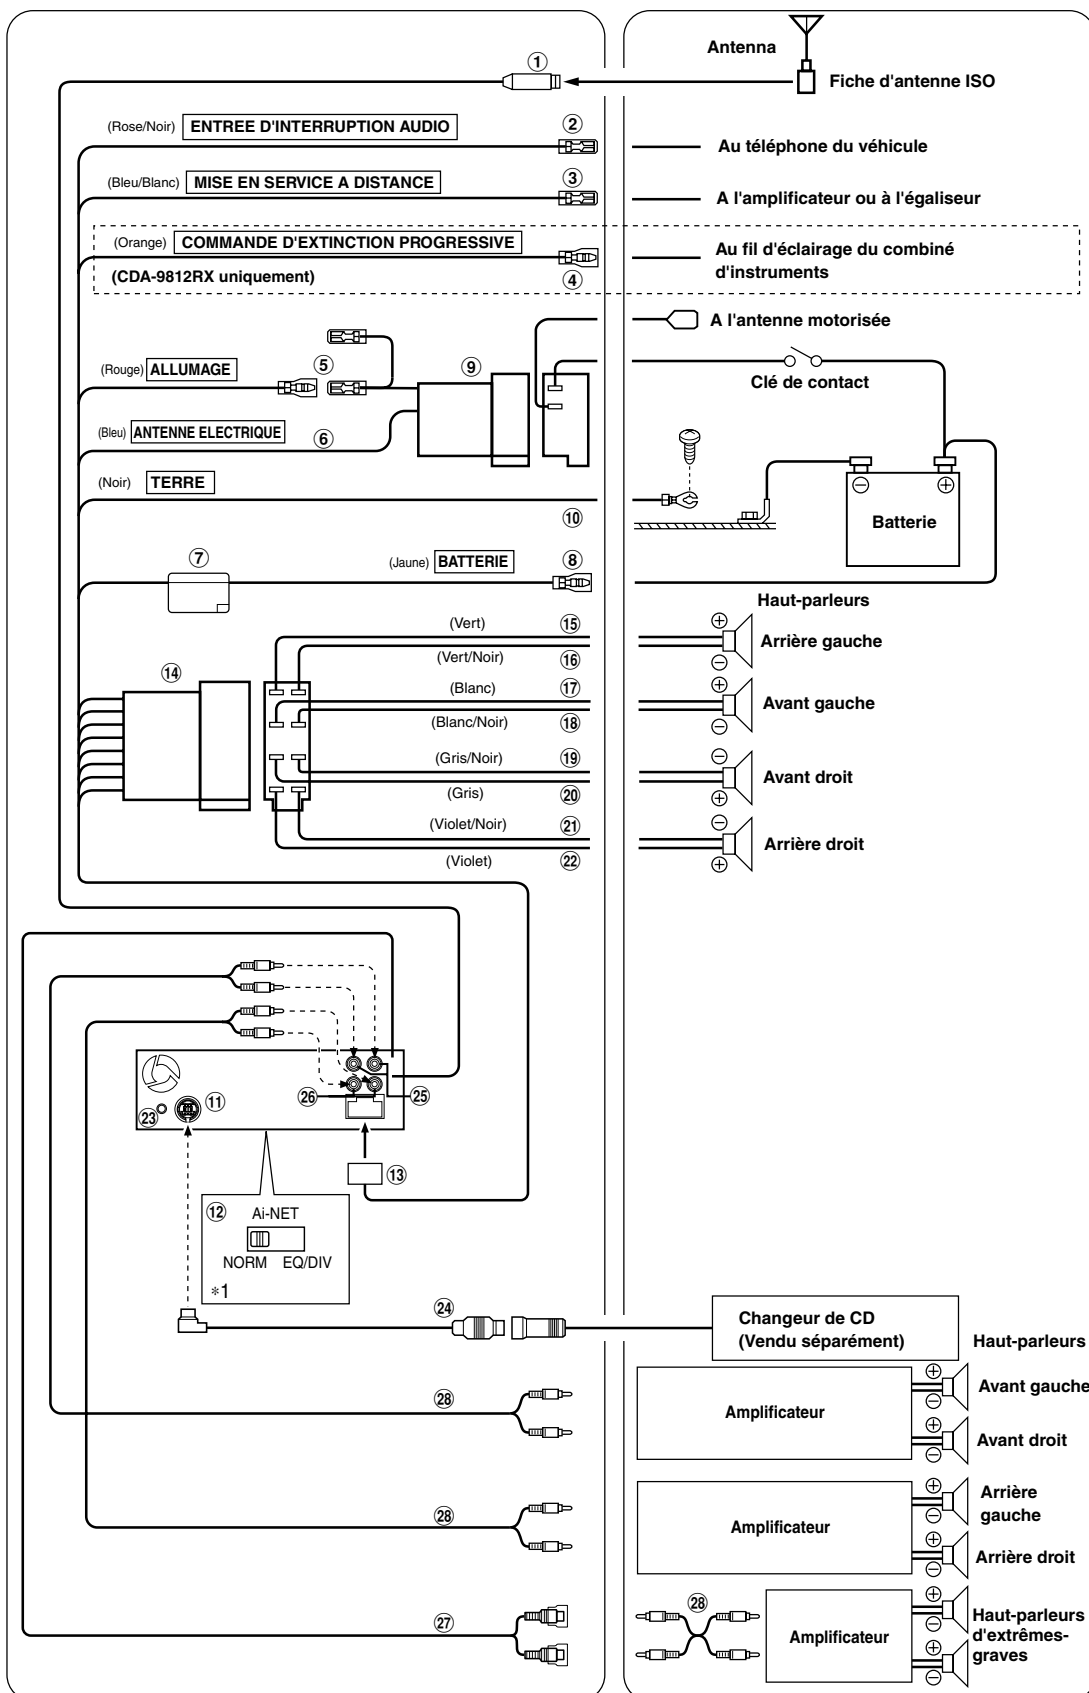 Antenna
①
Fiche d'antenne ISO
(Rose/Noir) ENTREE D'INTERRUPTION AUDIO ②
Au téléphone du véhicule
(Bleu/Blanc) MISE EN SERVICE A DISTANCE ③
A l'amplificateur ou à l'égaliseur
(Orange) COMMANDE D'EXTINCTION PROGRESSIVE
(CDA-9812RX uniquement) ④
Au fil d'éclairage du combiné
d'instruments
A l'antenne motorisée
(Rouge) ALLUMAGE ⑤ ⑨
Clé de contact
(Bleu) ANTENNE ELECTRIQUE ⑥
(Noir) TERRE
⑩
⊖ ⊕
Batterie
⑦
(Jaune) BATTERIE ⑧
Haut-parleurs
(Vert) ⑮
⊕
Arrière gauche
(Vert/Noir) ⑯
⊖
⑭
(Blanc) ⑰
⊕
Avant gauche
(Blanc/Noir) ⑱
⊖
(Gris/Noir) ⑲
⊖
Avant droit
(Gris) ⑳
⊕
(Violet/Noir) ㉑
⊖
Arrière droit
(Violet) ㉒
⊕
㉓ ⑪ ㉖ ㉕
⑬
⑫ Ai-NET
NORM EQ/DIV
*1
㉔
Changeur de CD
(Vendu séparément)
Haut-parleurs
㉘
Amplificateur
⊕
Avant gauche
⊖
⊕
Avant droit
⊖
㉘
Amplificateur
⊕
Arrière
gauche
⊖
⊕
Arrière droit
⊖
㉗
㉘
Amplificateur
⊕
⊖
⊕
⊖
Haut-parleurs
d'extrêmes-
graves